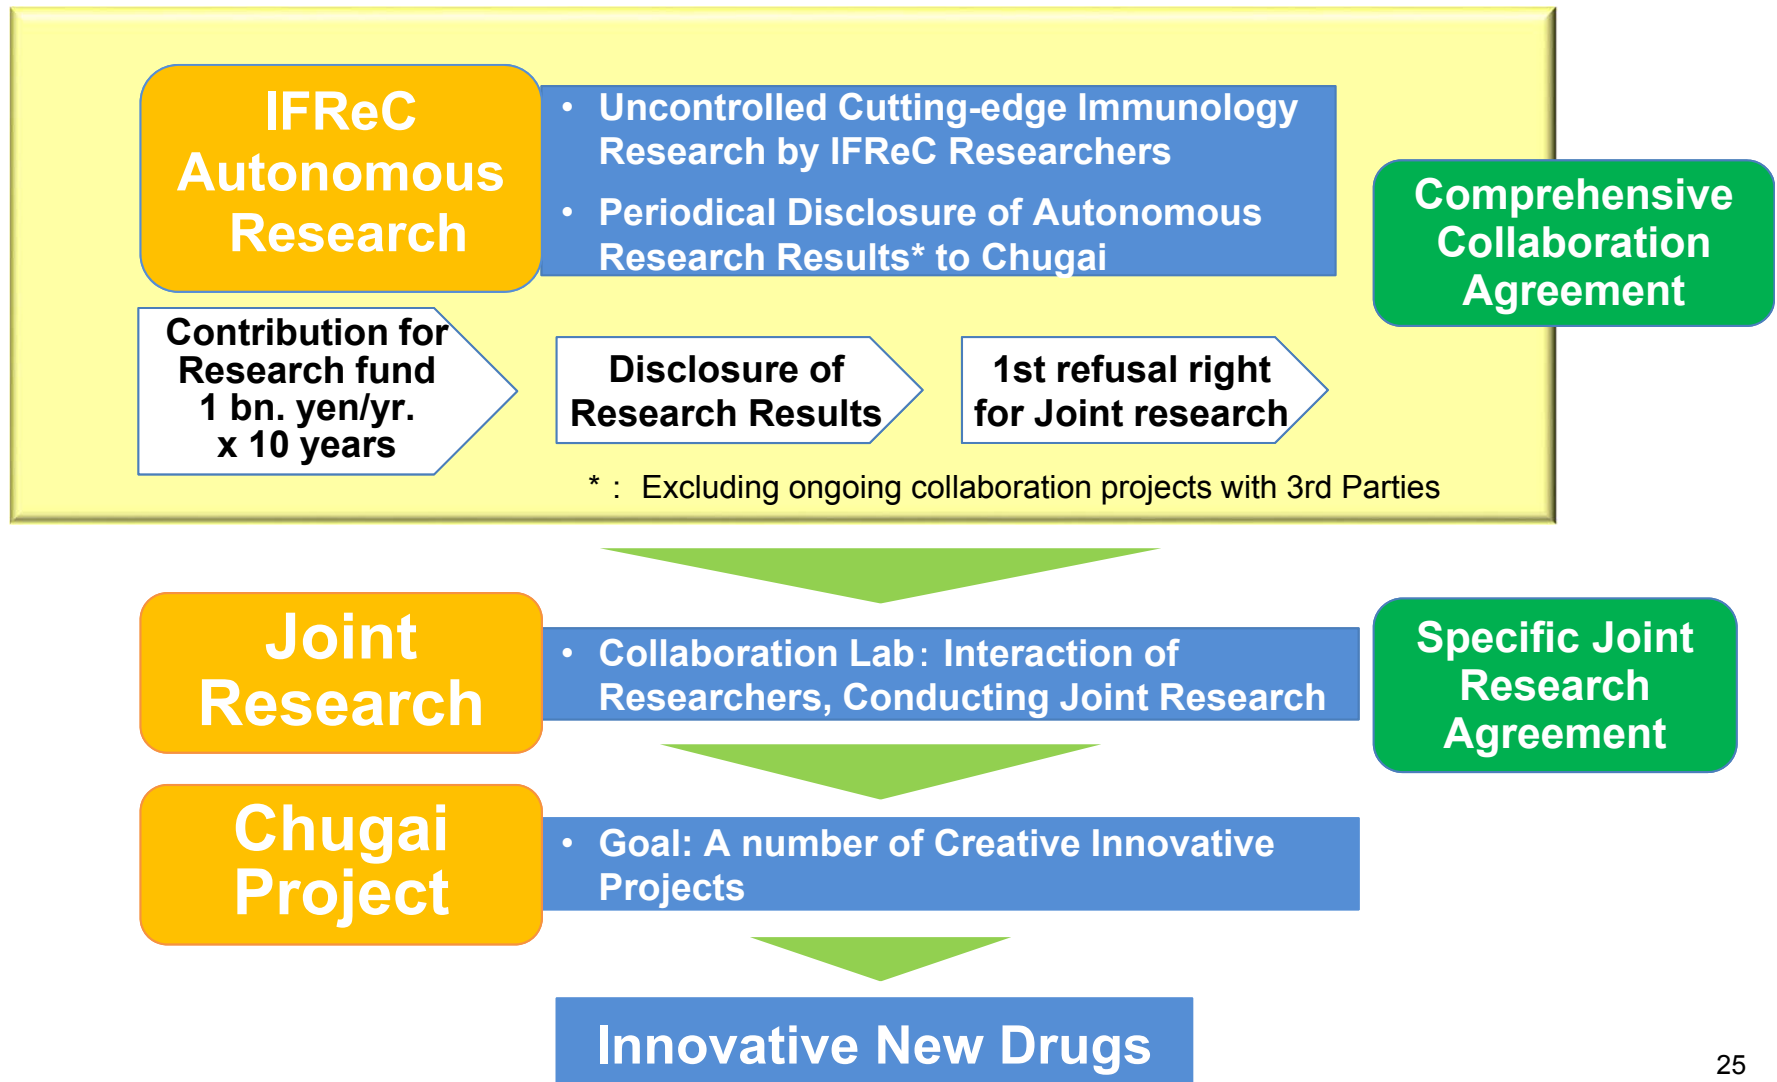 IFReC
Autonomous
Research
• Uncontrolled Cutting-edge Immunology
Research by IFReC Researchers
• Periodical Disclosure of Autonomous
Research Results* to Chugai
Comprehensive
Collaboration
Agreement
Contribution for
Research fund
1 bn. yen/yr.
x 10 years
Disclosure of
Research Results
1st refusal right
for Joint research
*： Excluding ongoing collaboration projects with 3rd Parties
Joint
Research
• Collaboration Lab：Interaction of
Researchers, Conducting Joint Research
Specific Joint
Research
Agreement
Chugai
Project
• Goal: A number of Creative Innovative
Projects
Innovative New Drugs
25